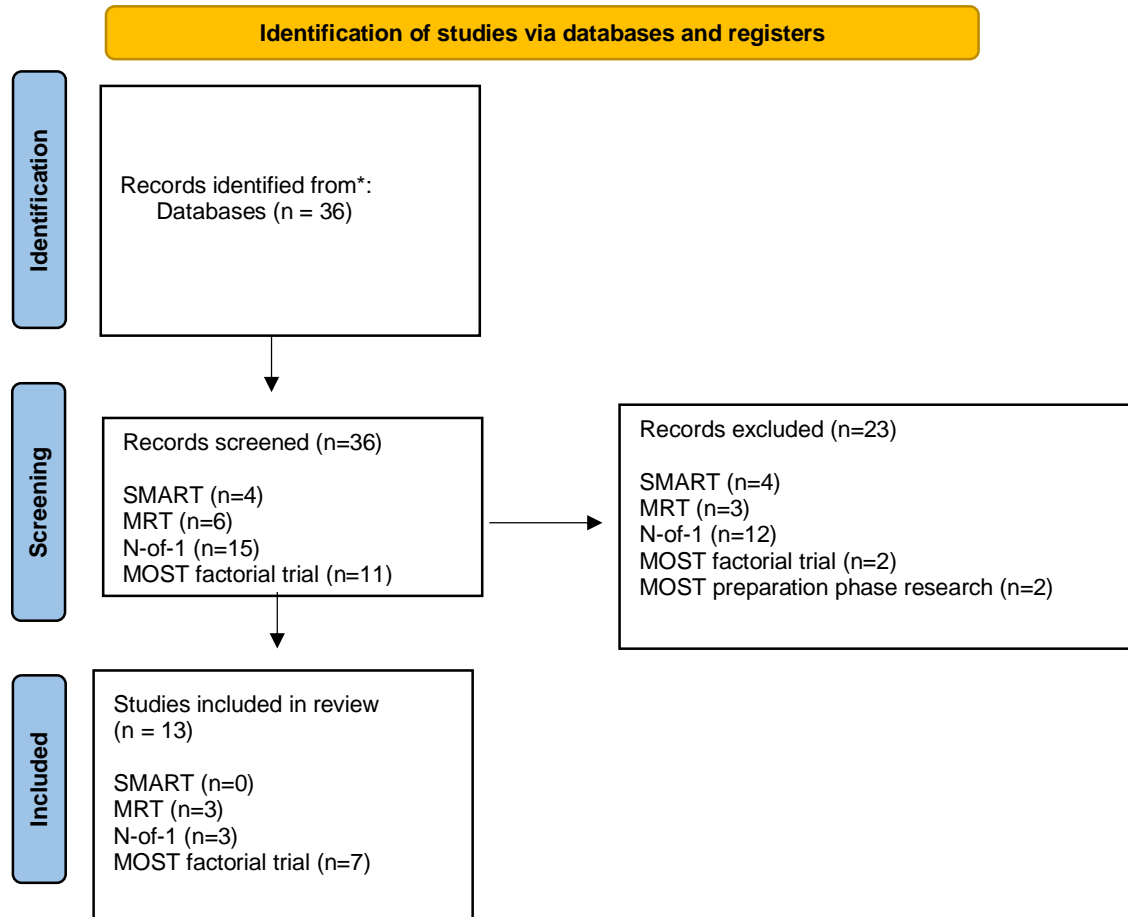 Identification of studies via databases and registers
Identification
Records identified from*:
Databases (n = 36)
Screening
Records screened (n=36)
SMART (n=4)
MRT (n=6)
N-of-1 (n=15)
MOST factorial trial (n=11)
Records excluded (n=23)
SMART (n=4)
MRT (n=3)
N-of-1 (n=12)
MOST factorial trial (n=2)
MOST preparation phase research (n=2)
Included
Studies included in review
(n = 13)
SMART (n=0)
MRT (n=3)
N-of-1 (n=3)
MOST factorial trial (n=7)